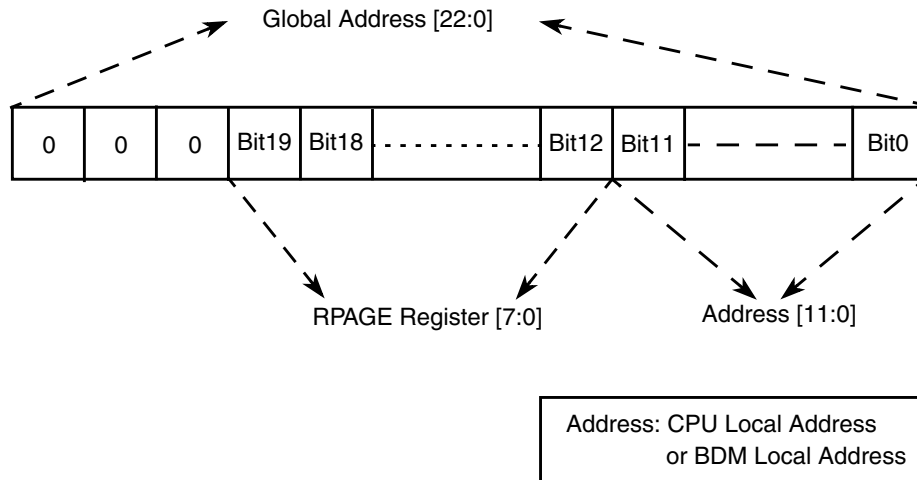 Global Address [22:0]
0 0 0 Bit19 Bit18 Bit12 Bit11 Bit0
RPAGE Register [7:0] Address [11:0]
Address: CPU Local Address
or BDM Local Address